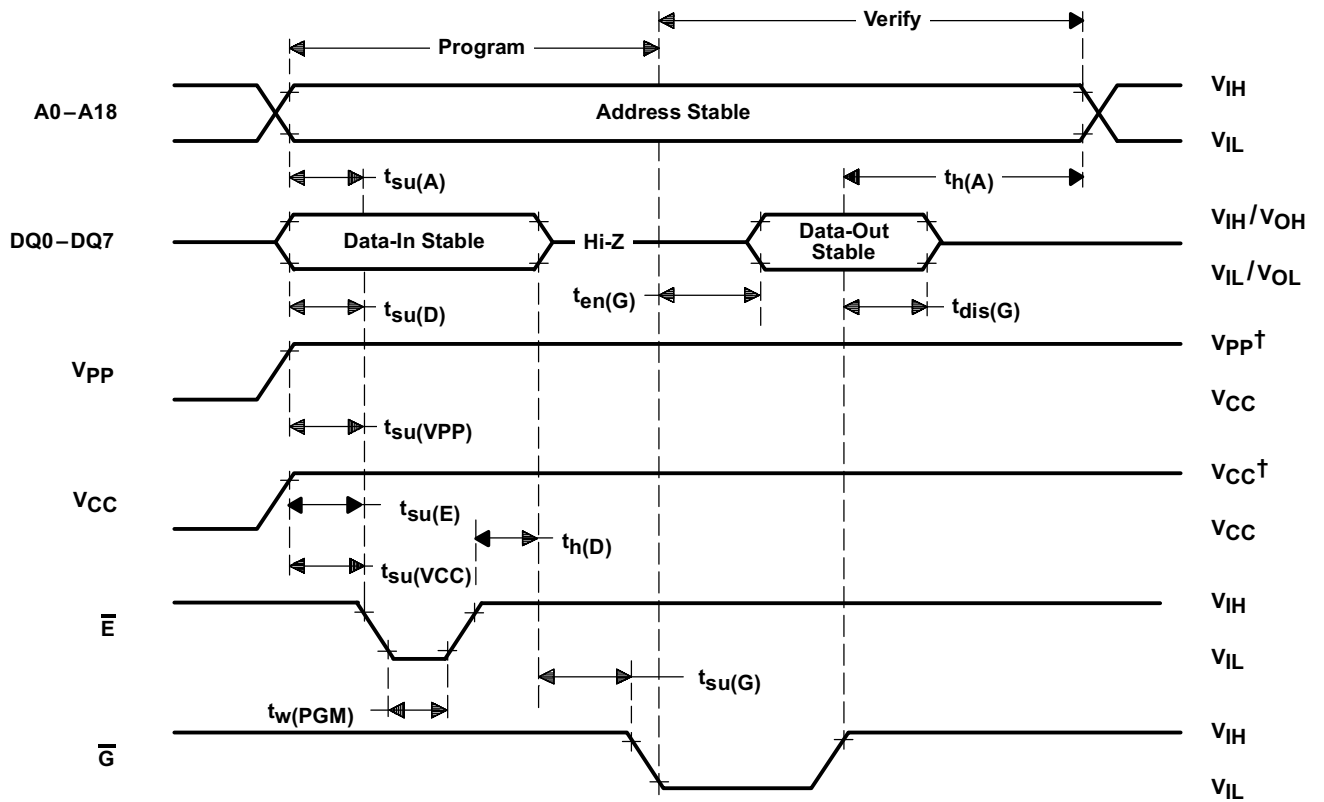 Verify
Program
A0–A18
Address Stable
VIH
VIL
tsu(A)
th(A)
DQ0–DQ7
Data-In Stable
Hi-Z
Data-Out
Stable
VIH/VOH
VIL/VOL
tsu(D)
ten(G)
tdis(G)
VPP
VPP†
VCC
tsu(VPP)
VCC
VCC†
VCC
tsu(E)
th(D)
tsu(VCC)
E
VIH
VIL
tsu(G)
tw(PGM)
G
VIH
VIL